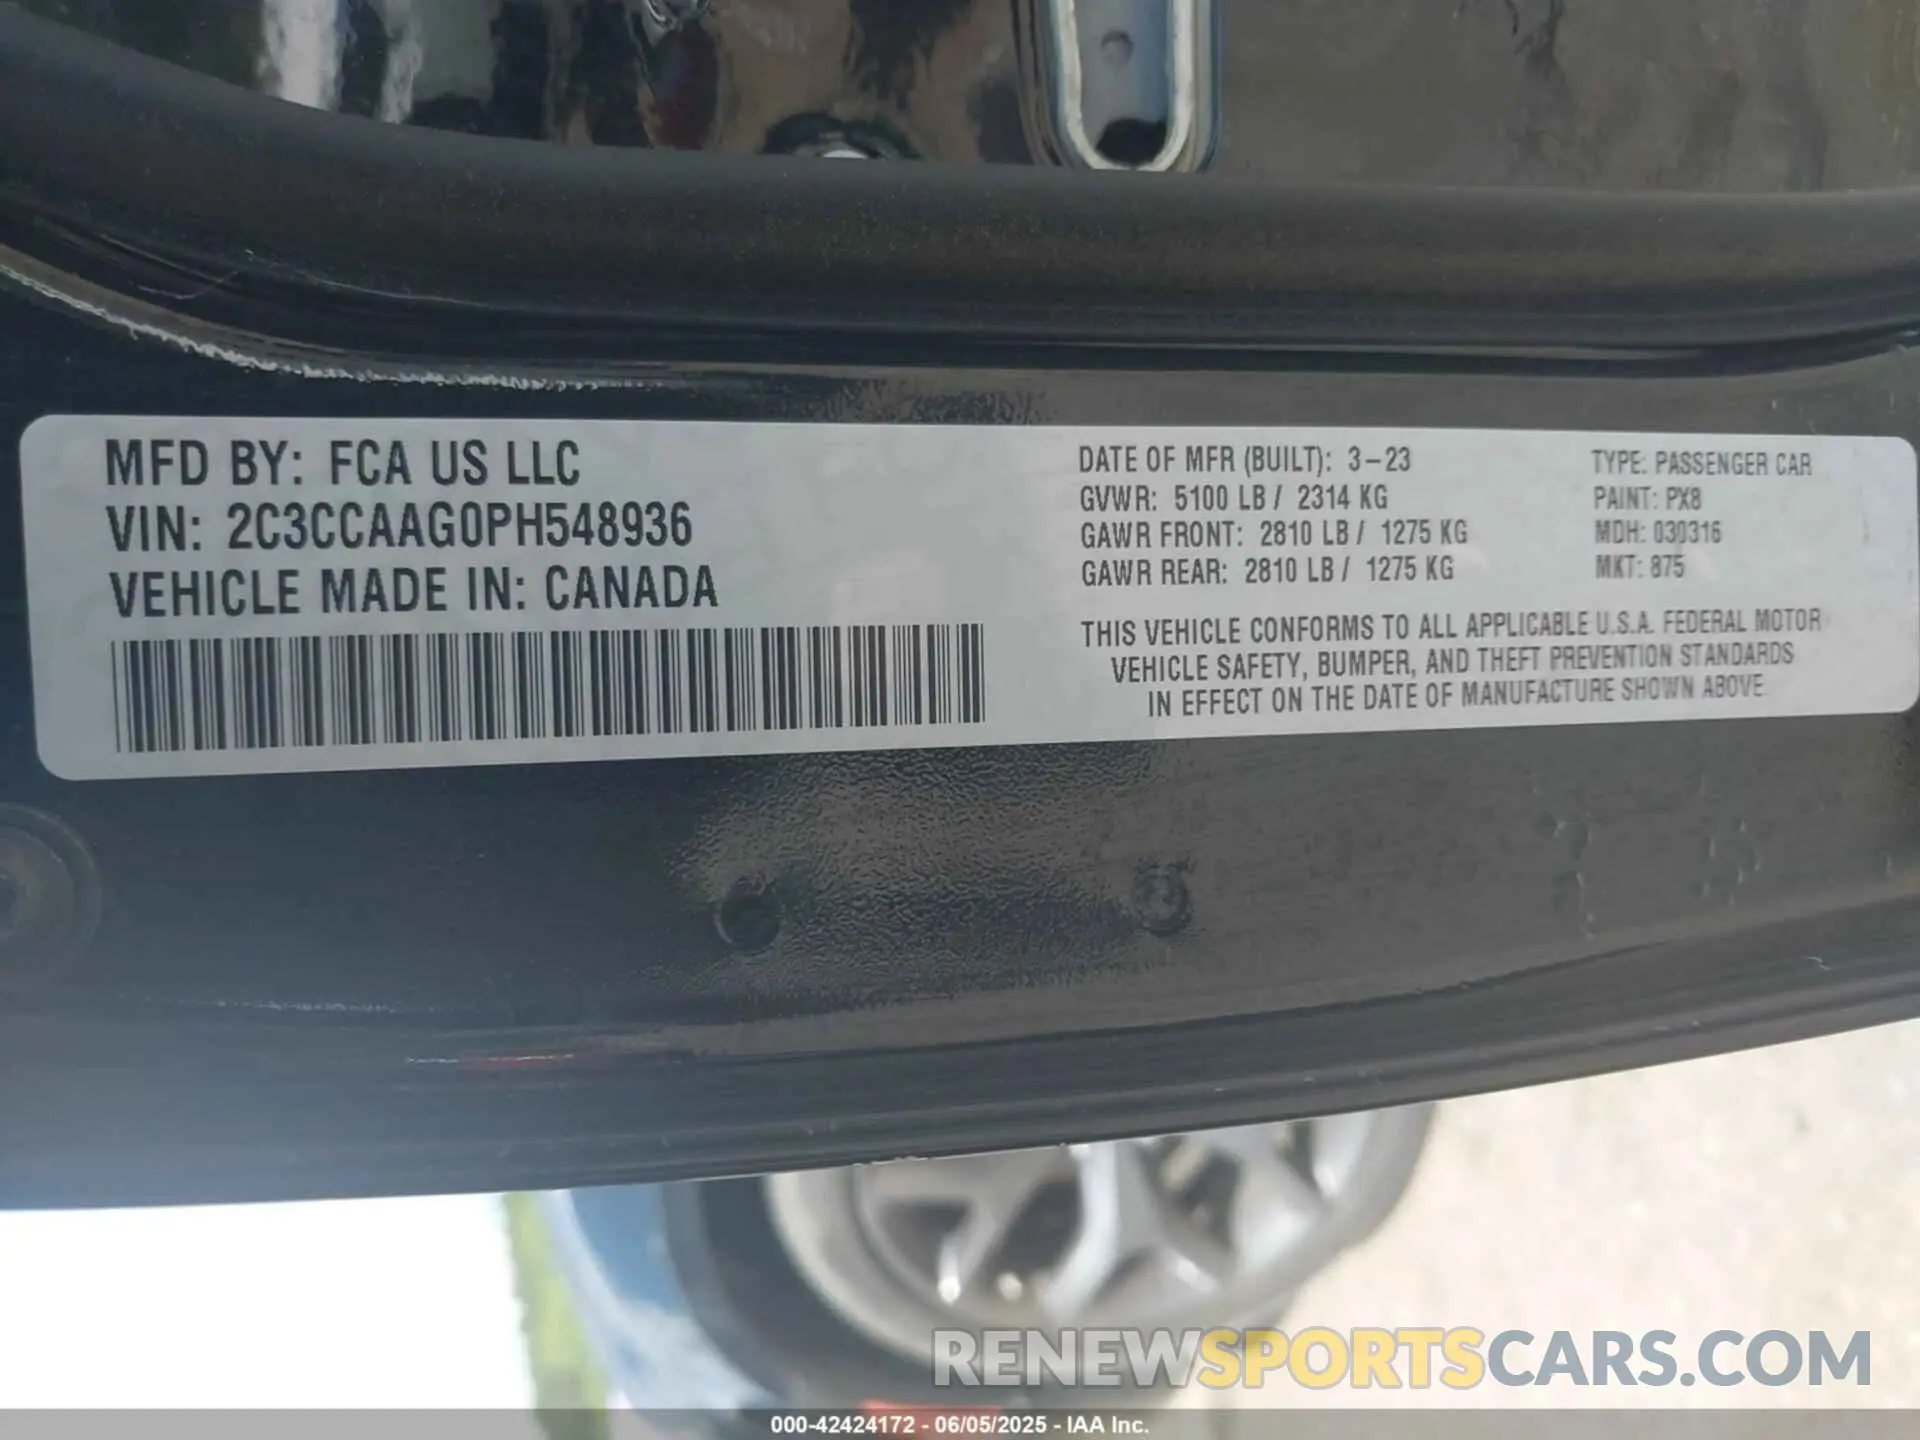 MFD BY: FCA US LLC
VIN: 2C3CCAAG0PH548936
VEHICLE MADE IN: CANADA
DATE OF MFR (BUILT): 3-23
GVWR: 5100 LB / 2314 KG
GAWR FRONT: 2810 LB / 1275 KG
GAWR REAR: 2810 LB / 1275 KG
TYPE: PASSENGER CAR
PAINT: PX8
MDH: 030316
MKT: 875
THIS VEHICLE CONFORMS TO ALL APPLICABLE U.S.A. FEDERAL MOTOR
VEHICLE SAFETY, BUMPER, AND THEFT PREVENTION STANDARDS
IN EFFECT ON THE DATE OF MANUFACTURE SHOWN ABOVE.
RENEWSPORTSCARS.COM
000-42424172 - 06/05/2025 - IAA Inc.